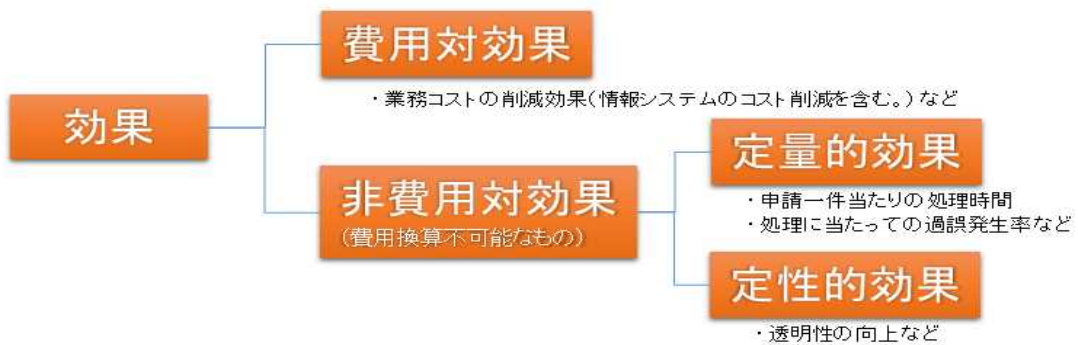 費用対効果
・業務コストの削減効果(情報システムのコスト削減を含む。)など
効果
非費用対効果
(費用換算不可能なもの)
定量的効果
・申請一件当たりの処理時間
・処理に当たっての過誤発生率など
定性的効果
・透明性の向上など